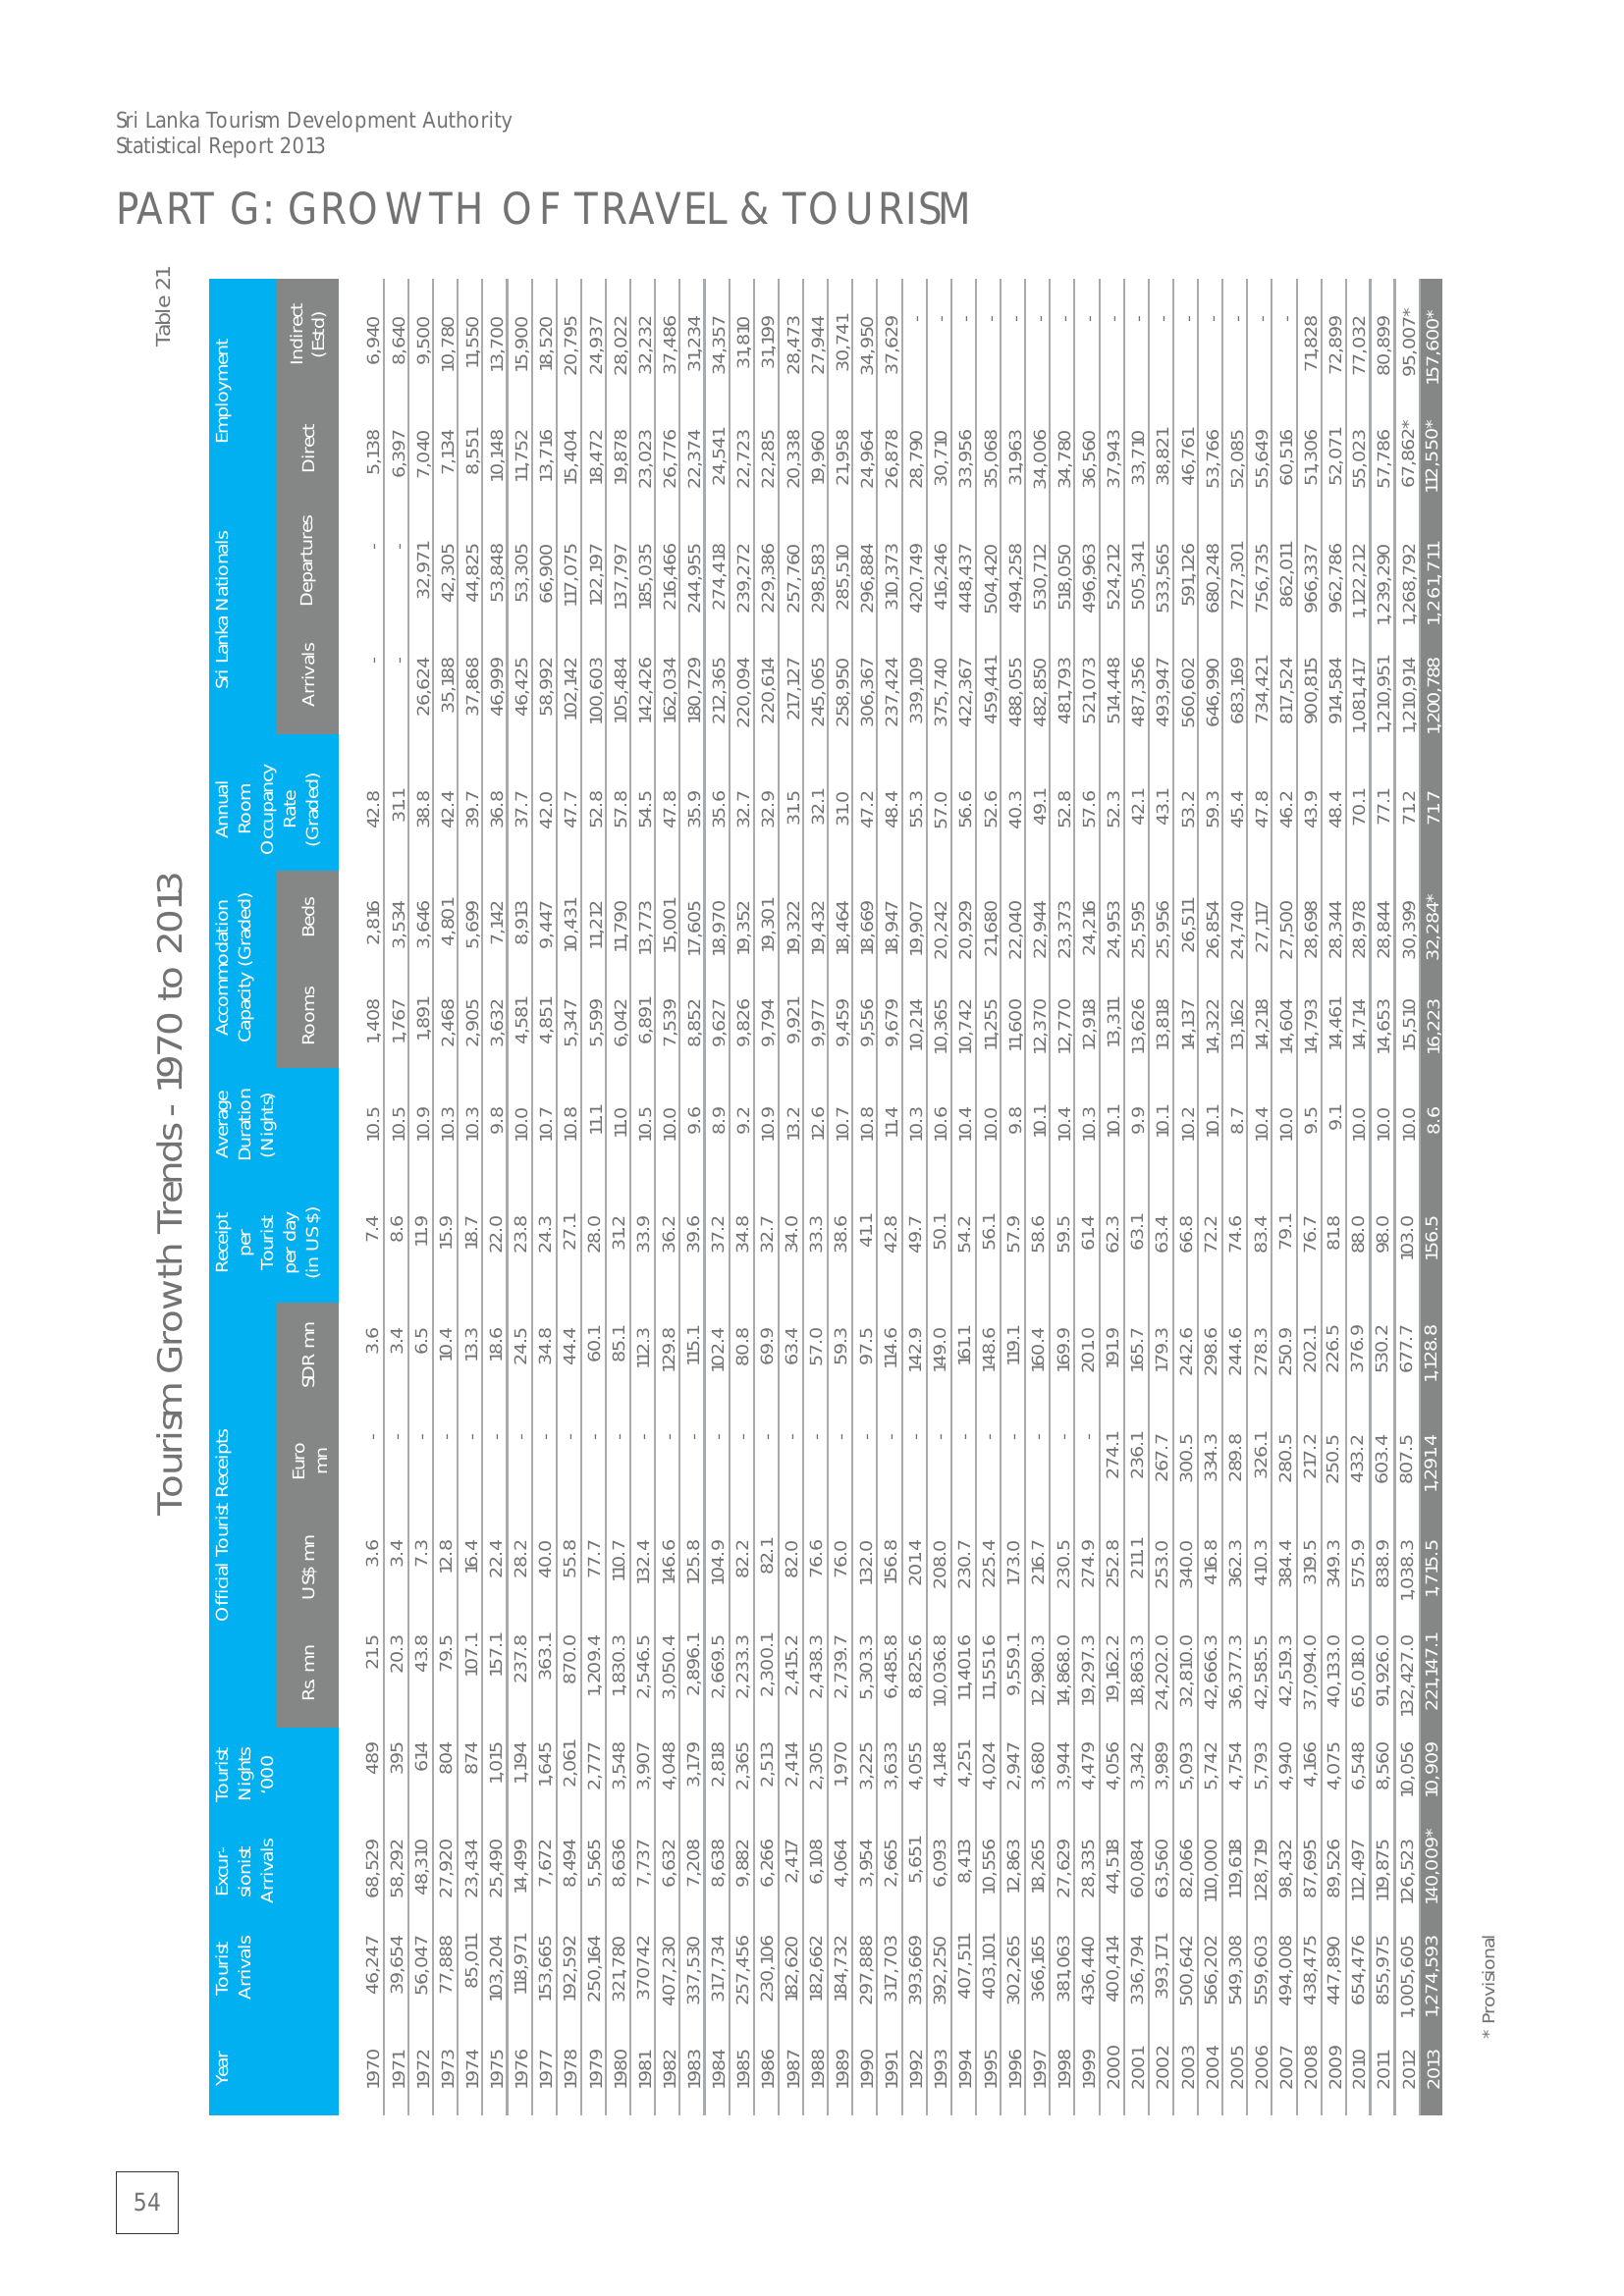 Sri Lanka Tourism Development Authority
Statistical Report 2013
PART G: GROWTH OF TRAVEL & TOURISM
Tourism Growth Trends - 1970 to 2013
Table 21
Year Tourist Excur- Tourist Official Tourist Receipts Receipt Average Accommodation Annual Sri Lanka Nationals Employment
Arrivals sionist Nights per Duration Capacity (Graded) Room
Arrivals ‘000 Tourist (Nights) Occupancy
Rs. mn US$ mn Euro SDR mn per day Rooms Beds Rate Arrivals Departures Direct Indirect
mn (in US $) (Graded) (Estd)
1970 46,247 68,529 489 21.5 3.6 - 3.6 7.4 10.5 1,408 2,816 42.8 - - 5,138 6,940
1971 39,654 58,292 395 20.3 3.4 - 3.4 8.6 10.5 1,767 3,534 31.1 - - 6,397 8,640
1972 56,047 48,310 614 43.8 7.3 - 6.5 11.9 10.9 1,891 3,646 38.8 26,624 32,971 7,040 9,500
1973 77,888 27,920 804 79.5 12.8 - 10.4 15.9 10.3 2,468 4,801 42.4 35,188 42,305 7,134 10,780
1974 85,011 23,434 874 107.1 16.4 - 13.3 18.7 10.3 2,905 5,699 39.7 37,868 44,825 8,551 11,550
1975 103,204 25,490 1,015 157.1 22.4 - 18.6 22.0 9.8 3,632 7,142 36.8 46,999 53,848 10,148 13,700
1976 118,971 14,499 1,194 237.8 28.2 - 24.5 23.8 10.0 4,581 8,913 37.7 46,425 53,305 11,752 15,900
1977 153,665 7,672 1,645 363.1 40.0 - 34.8 24.3 10.7 4,851 9,447 42.0 58,992 66,900 13,716 18,520
1978 192,592 8,494 2,061 870.0 55.8 - 44.4 27.1 10.8 5,347 10,431 47.7 102,142 117,075 15,404 20,795
1979 250,164 5,565 2,777 1,209.4 77.7 - 60.1 28.0 11.1 5,599 11,212 52.8 100,603 122,197 18,472 24,937
1980 321,780 8,636 3,548 1,830.3 110.7 - 85.1 31.2 11.0 6,042 11,790 57.8 105,484 137,797 19,878 28,022
1981 370742 7,737 3,907 2,546.5 132.4 - 112.3 33.9 10.5 6,891 13,773 54.5 142,426 185,035 23,023 32,232
1982 407,230 6,632 4,048 3,050.4 146.6 - 129.8 36.2 10.0 7,539 15,001 47.8 162,034 216,466 26,776 37,486
1983 337,530 7,208 3,179 2,896.1 125.8 - 115.1 39.6 9.6 8,852 17,605 35.9 180,729 244,955 22,374 31,234
1984 317,734 8,638 2,818 2,669.5 104.9 - 102.4 37.2 8.9 9,627 18,970 35.6 212,365 274,418 24,541 34,357
1985 257,456 9,882 2,365 2,233.3 82.2 - 80.8 34.8 9.2 9,826 19,352 32.7 220,094 239,272 22,723 31,810
1986 230,106 6,266 2,513 2,300.1 82.1 - 69.9 32.7 10.9 9,794 19,301 32.9 220,614 229,386 22,285 31,199
1987 182,620 2,417 2,414 2,415.2 82.0 - 63.4 34.0 13.2 9,921 19,322 31.5 217,127 257,760 20,338 28,473
1988 182,662 6,108 2,305 2,438.3 76.6 - 57.0 33.3 12.6 9,977 19,432 32.1 245,065 298,583 19,960 27,944
1989 184,732 4,064 1,970 2,739.7 76.0 - 59.3 38.6 10.7 9,459 18,464 31.0 258,950 285,510 21,958 30,741
1990 297,888 3,954 3,225 5,303.3 132.0 - 97.5 41.1 10.8 9,556 18,669 47.2 306,367 296,884 24,964 34,950
1991 317,703 2,665 3,633 6,485.8 156.8 - 114.6 42.8 11.4 9,679 18,947 48.4 237,424 310,373 26,878 37,629
1992 393,669 5,651 4,055 8,825.6 201.4 - 142.9 49.7 10.3 10,214 19,907 55.3 339,109 420,749 28,790 -
1993 392,250 6,093 4,148 10,036.8 208.0 - 149.0 50.1 10.6 10,365 20,242 57.0 375,740 416,246 30,710 -
1994 407,511 8,413 4,251 11,401.6 230.7 - 161.1 54.2 10.4 10,742 20,929 56.6 422,367 448,437 33,956 -
1995 403,101 10,556 4,024 11,551.6 225.4 - 148.6 56.1 10.0 11,255 21,680 52.6 459,441 504,420 35,068 -
1996 302,265 12,863 2,947 9,559.1 173.0 - 119.1 57.9 9.8 11,600 22,040 40.3 488,055 494,258 31,963 -
1997 366,165 18,265 3,680 12,980.3 216.7 - 160.4 58.6 10.1 12,370 22,944 49.1 482,850 530,712 34,006 -
1998 381,063 27,629 3,944 14,868.0 230.5 - 169.9 59.5 10.4 12,770 23,373 52.8 481,793 518,050 34,780 -
1999 436,440 28,335 4,479 19,297.3 274.9 - 201.0 61.4 10.3 12,918 24,216 57.6 521,073 496,963 36,560 -
2000 400,414 44,518 4,056 19,162.2 252.8 274.1 191.9 62.3 10.1 13,311 24,953 52.3 514,448 524,212 37,943 -
2001 336,794 60,084 3,342 18,863.3 211.1 236.1 165.7 63.1 9.9 13,626 25,595 42.1 487,356 505,341 33,710 -
2002 393,171 63,560 3,989 24,202.0 253.0 267.7 179.3 63.4 10.1 13,818 25,956 43.1 493,947 533,565 38,821 -
2003 500,642 82,066 5,093 32,810.0 340.0 300.5 242.6 66.8 10.2 14,137 26,511 53.2 560,602 591,126 46,761 -
2004 566,202 110,000 5,742 42,666.3 416.8 334.3 298.6 72.2 10.1 14,322 26,854 59.3 646,990 680,248 53,766 -
2005 549,308 119,618 4,754 36,377.3 362.3 289.8 244.6 74.6 8.7 13,162 24,740 45.4 683,169 727,301 52,085 -
2006 559,603 128,719 5,793 42,585.5 410.3 326.1 278.3 83.4 10.4 14,218 27,117 47.8 734,421 756,735 55,649 -
2007 494,008 98,432 4,940 42,519.3 384.4 280.5 250.9 79.1 10.0 14,604 27,500 46.2 817,524 862,011 60,516 -
2008 438,475 87,695 4,166 37,094.0 319.5 217.2 202.1 76.7 9.5 14,793 28,698 43.9 900,815 966,337 51,306 71,828
2009 447,890 89,526 4,075 40,133.0 349.3 250.5 226.5 81.8 9.1 14,461 28,344 48.4 914,584 962,786 52,071 72,899
2010 654,476 112,497 6,548 65,018.0 575.9 433.2 376.9 88.0 10.0 14,714 28,978 70.1 1,081,417 1,122,212 55,023 77,032
2011 855,975 119,875 8,560 91,926.0 838.9 603.4 530.2 98.0 10.0 14,653 28,844 77.1 1,210,951 1,239,290 57,786 80,899
2012 1,005,605 126,523 10,056 132,427.0 1,038.3 807.5 677.7 103.0 10.0 15,510 30,399 71.2 1,210,914 1,268,792 67,862* 95,007*
2013 1,274,593 140,009* 10,909 221,147.1 1,715.5 1,291.4 1,128.8 156.5 8.6 16,223 32,284* 71.7 1,200,788 1,261,711 112,550* 157,600*
* Provisional
54